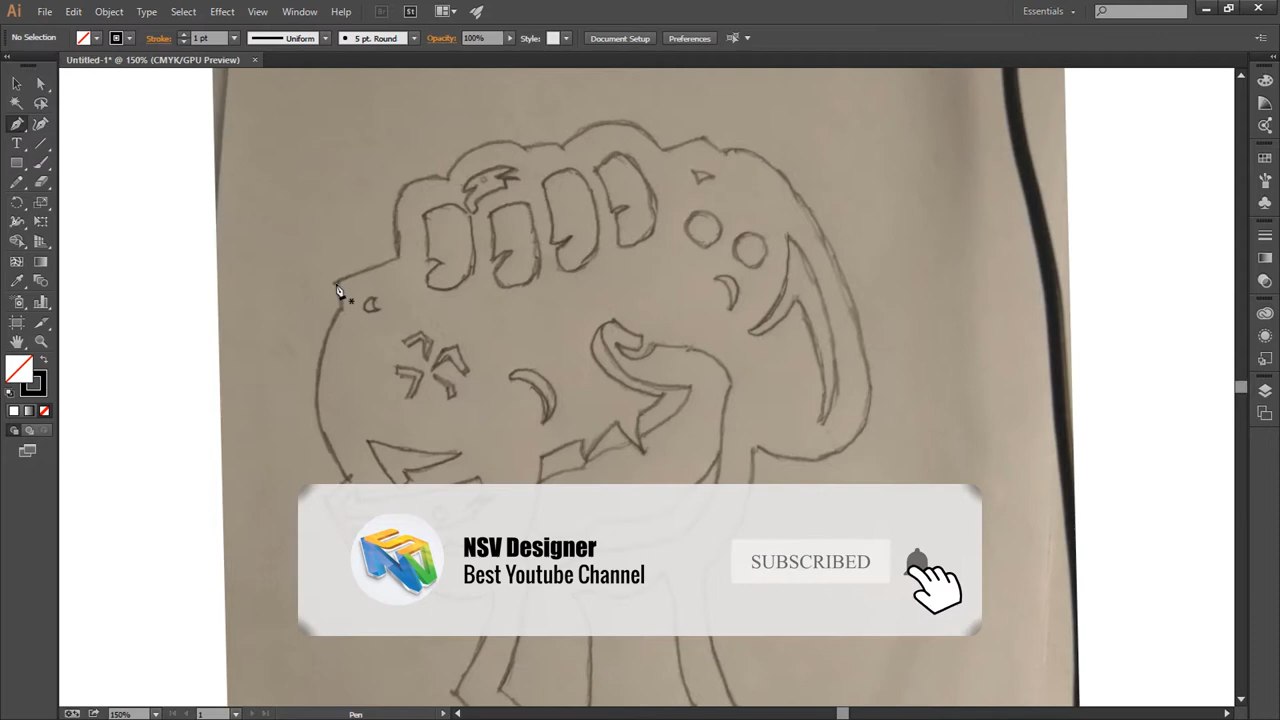 Ai File Edit Object Type Select Effect View Window Help Br St Essentials
No Selection Stroke: 1 pt Uniform 5 pt. Round Opacity: 100% Style: Document Setup Preferences
Untitled-1* @ 150% (CMYK/GPU Preview) ×
NSV Designer
Best Youtube Channel
SUBSCRIBED
150% 1 Pen